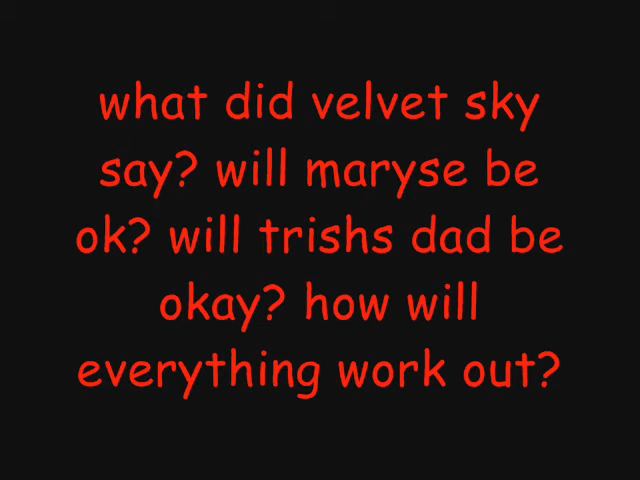 what did velvet sky
say? will maryse be
ok? will trishs dad be
okay? how will
everything work out?